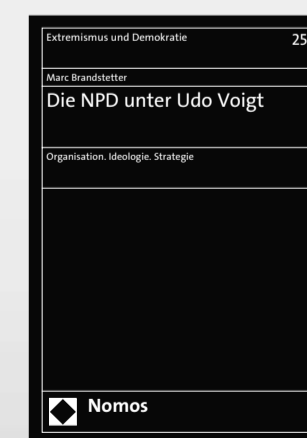 Extremismus und Demokratie 25
Marc Brandstetter
Die NPD unter Udo Voigt
Organisation. Ideologie. Strategie
Nomos